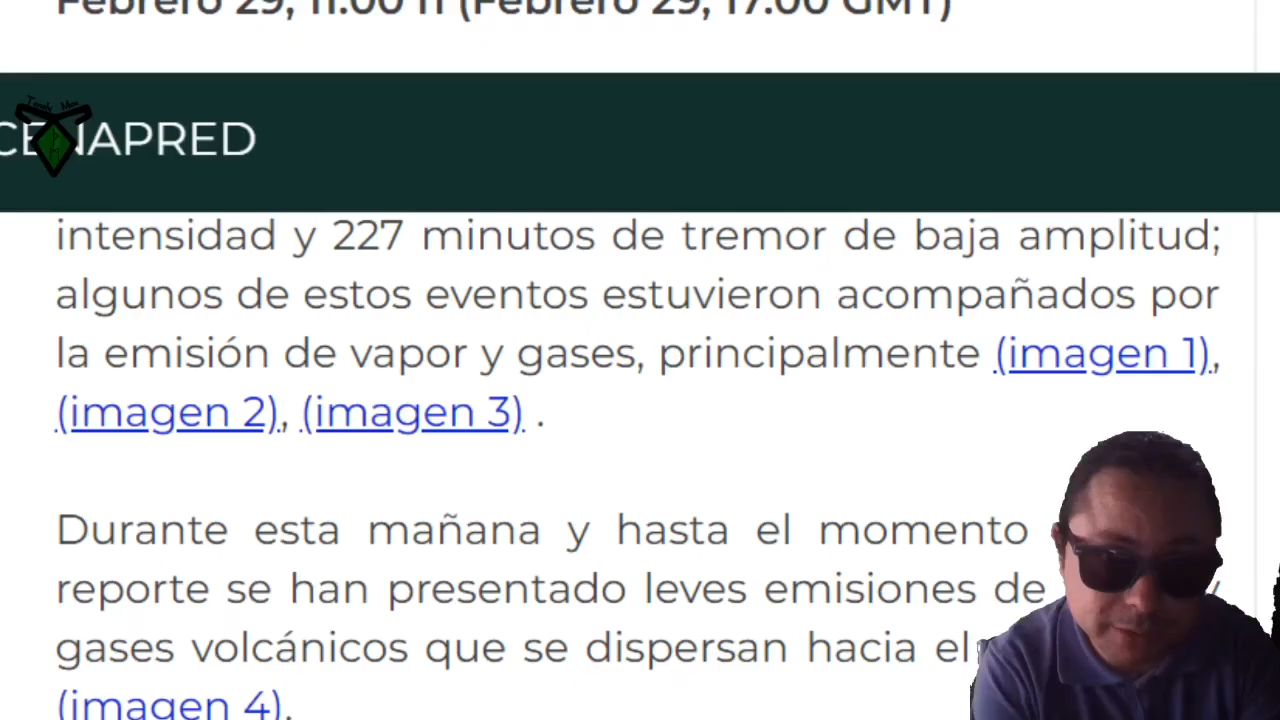 Febrero 29, 11:00 h (Febrero 29, 17:00 GMT)
Tandy Mon
CENAPRED
intensidad y 227 minutos de tremor de baja amplitud;
algunos de estos eventos estuvieron acompañados por
la emisión de vapor y gases, principalmente (imagen 1),
(imagen 2), (imagen 3) .
Durante esta mañana y hasta el momento
reporte se han presentado leves emisiones de
gases volcánicos que se dispersan hacia el
(imagen 4).